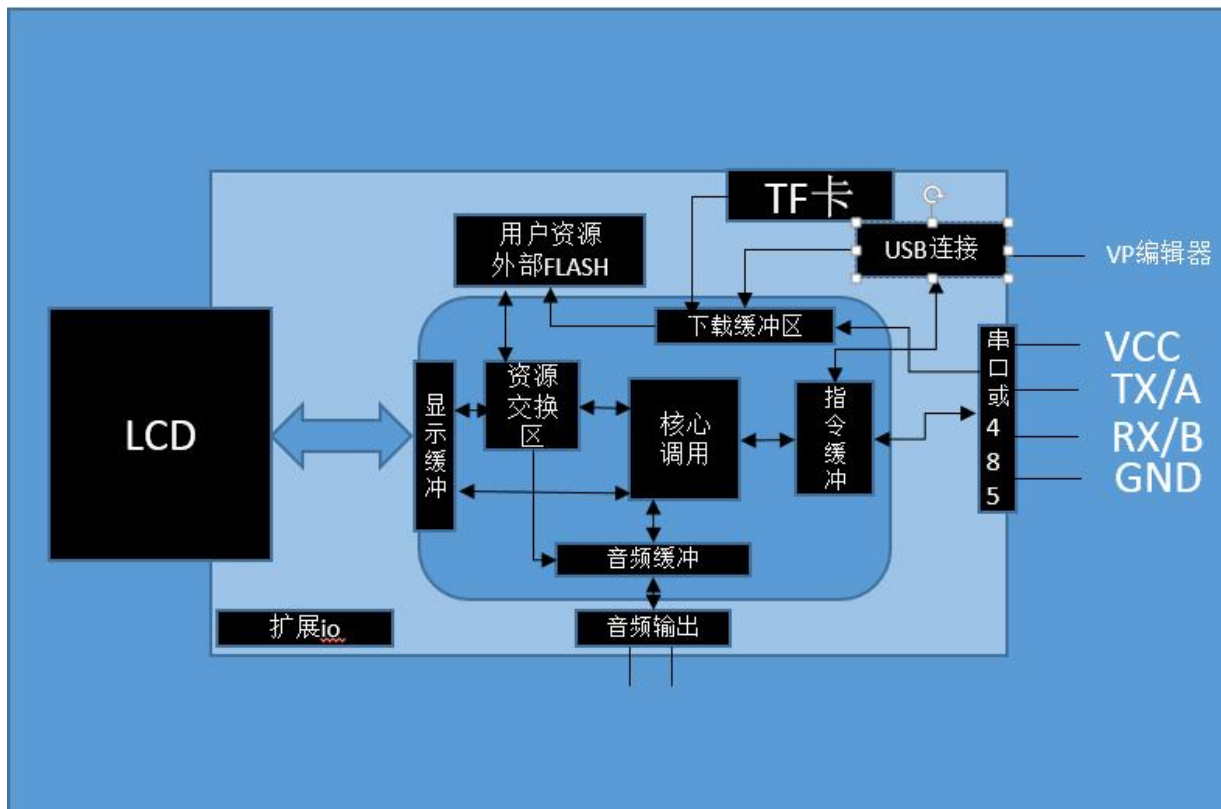 TF卡
用户资源
外部FLASH
USB连接
VP编辑器
下载缓冲区
串
口
或
4
8
5
VCC
TX/A
RX/B
GND
LCD
显
示
缓
冲
资源
交换
区
核心
调用
指
令
缓
冲
音频缓冲
扩展io
音频输出